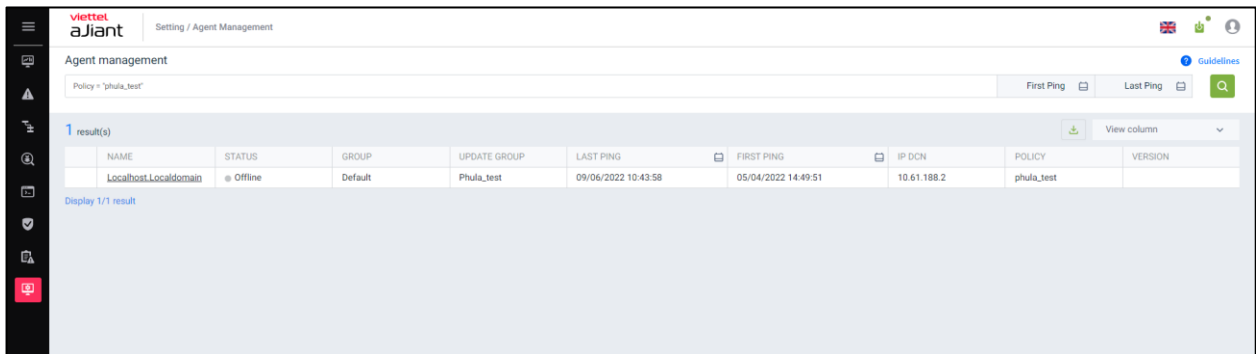 viettel
aJiant
Setting / Agent Management
Agent management
Guidelines
Policy = "phula_test"
First Ping
Last Ping
1 result(s)
View column
NAME STATUS GROUP UPDATE GROUP LAST PING FIRST PING IP DCN POLICY VERSION
Localhost.Localdomain Offline Default Phula_test 09/06/2022 10:43:58 05/04/2022 14:49:51 10.61.188.2 phula_test
Display 1/1 result